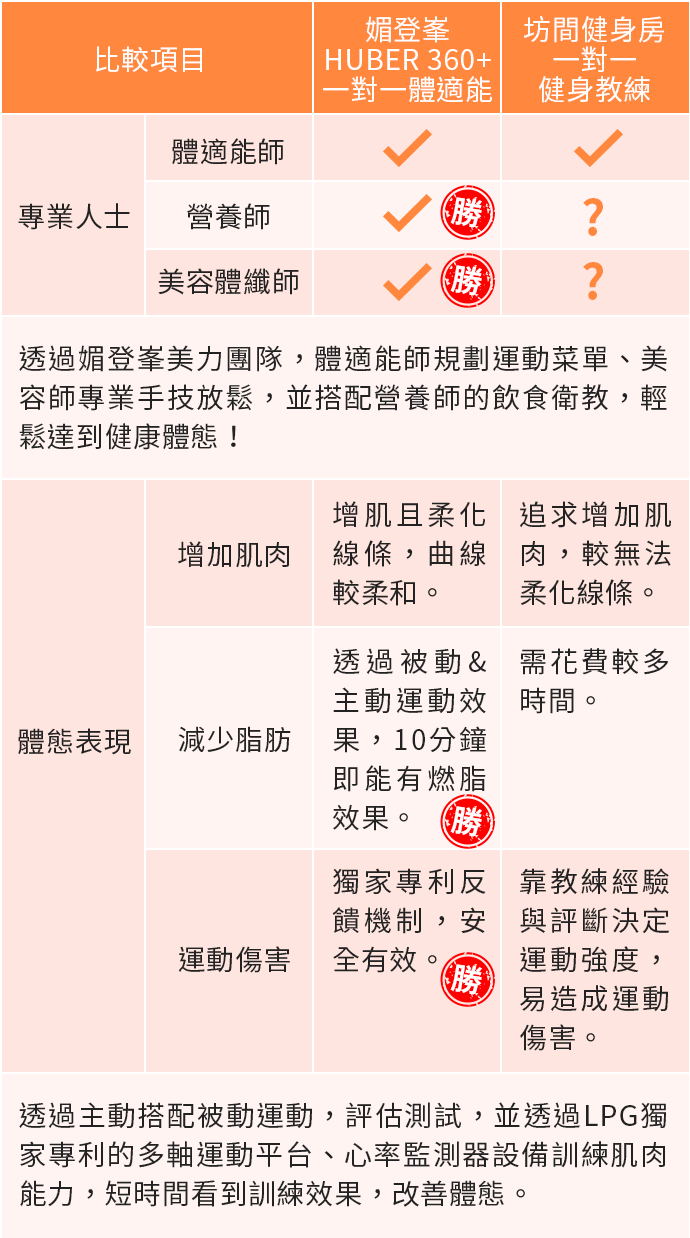 比較項目
媚登峯
HUBER 360+
一對一體適能
坊間健身房
一對一
健身教練
專業人士
體適能師
營養師
勝
?
美容體纖師
勝
?
透過媚登峯美力團隊，體適能師規劃運動菜單、美
容師專業手技放鬆，並搭配營養師的飲食衛教，輕
鬆達到健康體態！
體態表現
增加肌肉
增肌且柔化
線條，曲線
較柔和。
追求增加肌
肉，較無法
柔化線條。
減少脂肪
透過被動&
主動運動效
果，10分鐘
即能有燃脂
效果。
勝
需花費較多
時間。
運動傷害
獨家專利反
饋機制，安
全有效。
勝
靠教練經驗
與評斷決定
運動強度，
易造成運動
傷害。
透過主動搭配被動運動，評估測試，並透過LPG獨
家專利的多軸運動平台、心率監測器設備訓練肌肉
能力，短時間看到訓練效果，改善體態。